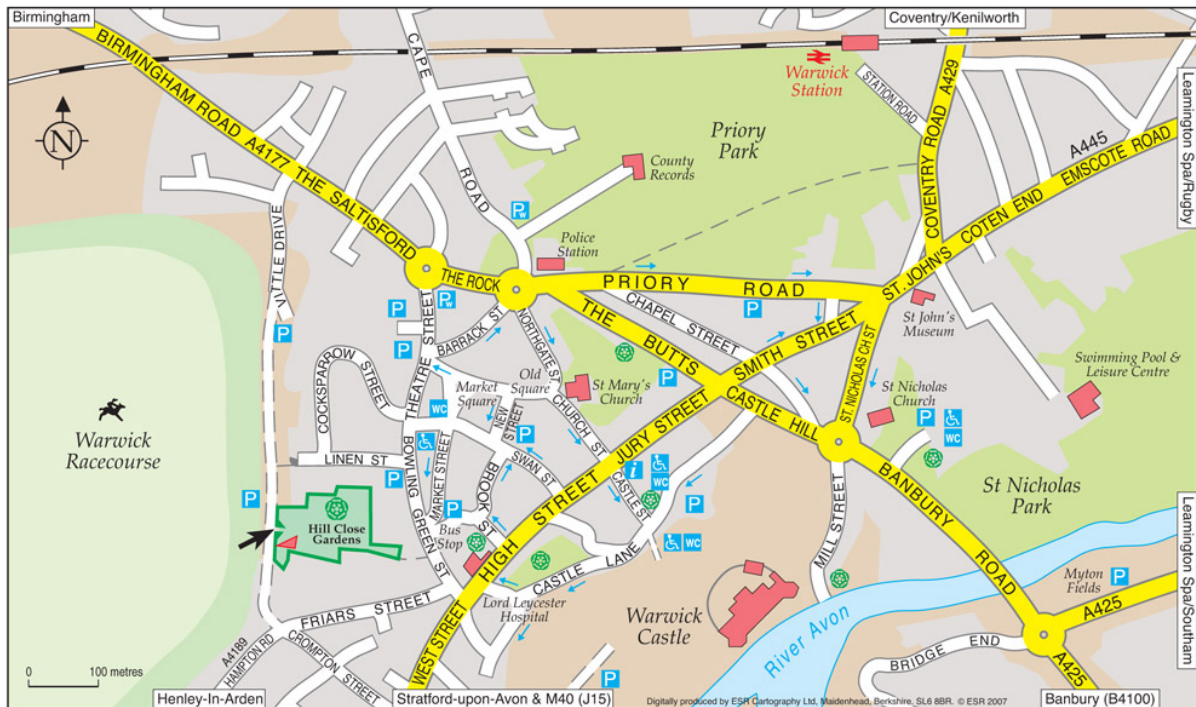 Birmingham
Coventry/Kenilworth
Leamington Spa/Rugby
Leamington Spa/Southam
Henley-In-Arden
Stratford-upon-Avon & M40 (J15)
Banbury (B4100)
BIRMINGHAM ROAD A4177 THE SALTISFORD
CAPE ROAD
Warwick
Station
STATION ROAD
COVENTRY ROAD A429
A445
ST. JOHN'S COTEN END EMSCOTE ROAD
N
Priory
Park
County
Records
Pw
Police
Station
VITTLE DRIVE
THE ROCK
PRIORY ROAD
P
Pw
P
P
P
P
THEATRE STREET
BARRACK ST
NORTHGATE ST
THE BUTTS
CHAPEL STREET
SMITH STREET
ST. NICHOLAS CH ST
St John's
Museum
Swimming Pool &
Leisure Centre
COCKSPARROW STREET
Market
Square
Old
Square
St Mary's
Church
CHURCH ST
NEW STREET
WC
P
CASTLE HILL
St Nicholas
Church
P
WC
Warwick
Racecourse
LINEN ST
BOWLING GREEN ST
MARKET STREET
BROOK ST
SWAN ST
JURY STREET
i
WC
CASTLE ST
P
P
P
Hill Close
Gardens
Bus
Stop
HIGH STREET
WC
MILL STREET
BANBURY ROAD
St Nicholas
Park
CASTLE LANE
Lord Leycester
Hospital
Warwick
Castle
River Avon
Myton
Fields
P
A425
FRIARS STREET
WEST STREET
A4189
HAMPTON RD
CROMPTON STREET
BRIDGE END
A425
P
0
100 metres
Digitally produced by ESR Cartography Ltd, Maidenhead, Berkshire, SL6 8BR. © ESR 2007